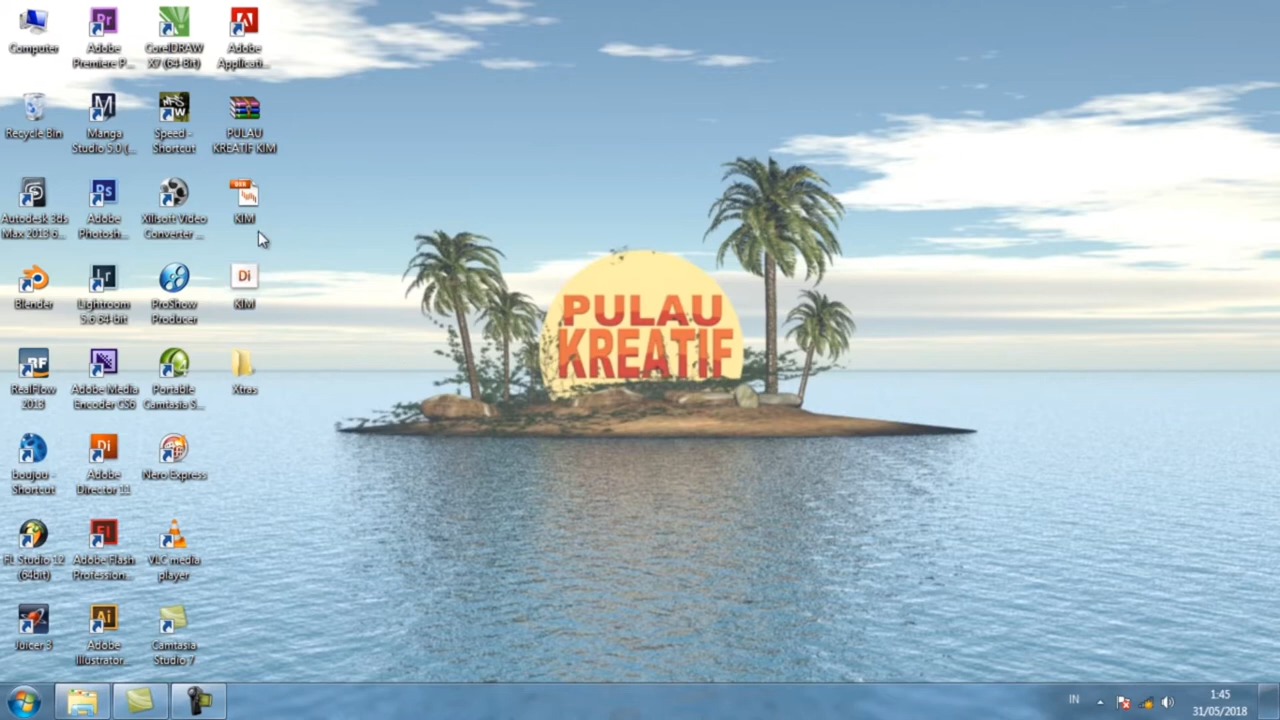 Computer
Adobe
Premiere P...
CorelDRAW
X7 (64-Bit)
Adobe
Applicati...
Recycle Bin
Manga
Studio 5.0 (...
Speed -
Shortcut
PULAU
KREATIF KIM
Autodesk 3ds
Max 2013 6...
Adobe
Photosh...
Xilisoft Video
Converter ...
KIM
Blender
Lightroom
5.6 64-bit
ProShow
Producer
KIM
RealFlow
2013
Adobe Media
Encoder CS6
Portable
Camtasia S...
Xtras
boujou -
Shortcut
Adobe
Director 11
Nero Express
FL Studio 12
(64bit)
Adobe Flash
Profession...
VLC media
player
Juicer 3
Adobe
Illustrator...
Camtasia
Studio 7
PULAU
KREATIF
IN
1:45
31/05/2018